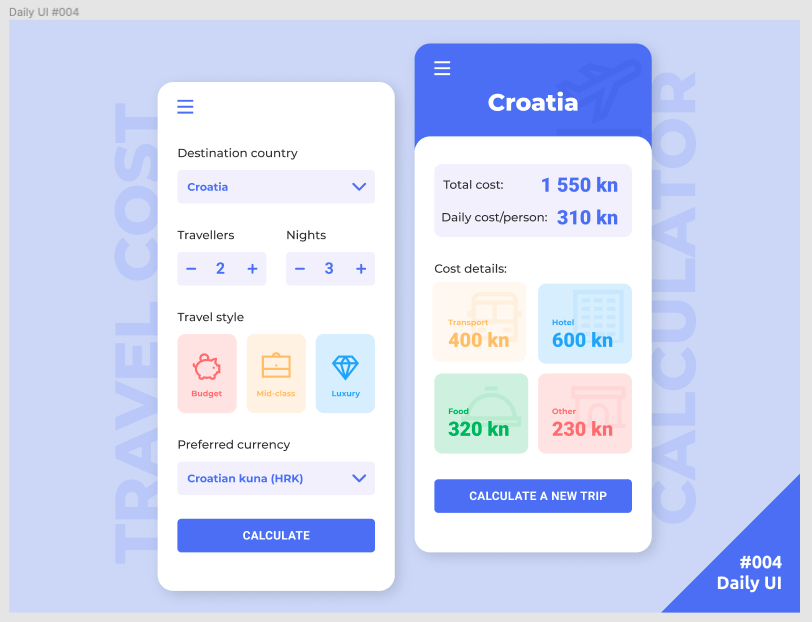 Daily UI #004
TRAVEL COST
CALCULATOR
Destination country
Croatia
Travellers
Nights
− 2 +
− 3 +
Travel style
Budget
Mid-class
Luxury
Preferred currency
Croatian kuna (HRK)
CALCULATE
Croatia
Total cost: 1 550 kn
Daily cost/person: 310 kn
Cost details:
Transport
400 kn
Hotel
600 kn
Food
320 kn
Other
230 kn
CALCULATE A NEW TRIP
#004
Daily UI